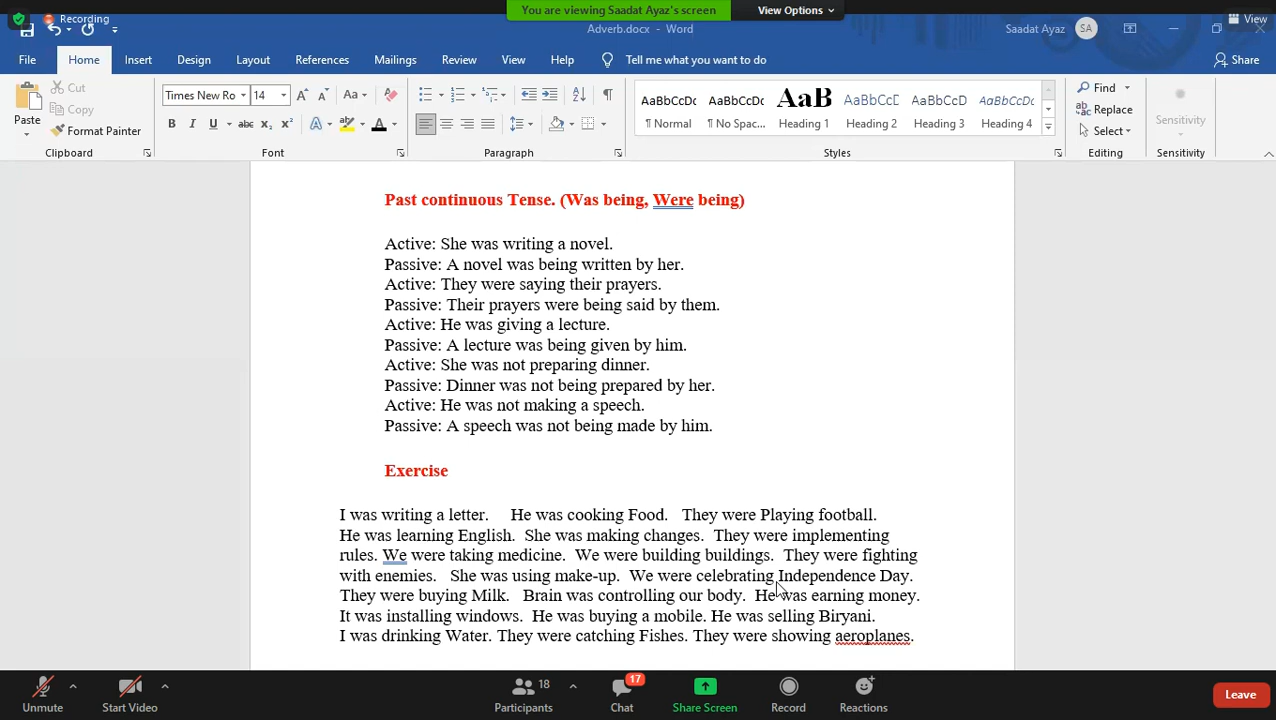 Recording
You are viewing Saadat Ayaz's screen
View Options
View
Adverb.docx - Word
Saadat Ayaz
SA
File Home Insert Design Layout References Mailings Review View Help Tell me what you want to do
Share
Paste
Cut
Copy
Format Painter
Clipboard
Times New Ro
14
Aa
B I U abc x₂ x² A A
Font
Paragraph
AaBbCcDc AaBbCcDc AaB AaBbCcD AaBbCcD AaBbCcD
¶ Normal ¶ No Spac... Heading 1 Heading 2 Heading 3 Heading 4
Styles
Find
Replace
Select
Editing
Sensitivity
Sensitivity
Past continuous Tense. (Was being, Were being)
Active: She was writing a novel.
Passive: A novel was being written by her.
Active: They were saying their prayers.
Passive: Their prayers were being said by them.
Active: He was giving a lecture.
Passive: A lecture was being given by him.
Active: She was not preparing dinner.
Passive: Dinner was not being prepared by her.
Active: He was not making a speech.
Passive: A speech was not being made by him.
Exercise
I was writing a letter. He was cooking Food. They were Playing football.
He was learning English. She was making changes. They were implementing
rules. We were taking medicine. We were building buildings. They were fighting
with enemies. She was using make-up. We were celebrating Independence Day.
They were buying Milk. Brain was controlling our body. He was earning money.
It was installing windows. He was buying a mobile. He was selling Biryani.
I was drinking Water. They were catching Fishes. They were showing aeroplanes.
Unmute
Start Video
18
Participants
17
Chat
Share Screen
Record
Reactions
Leave